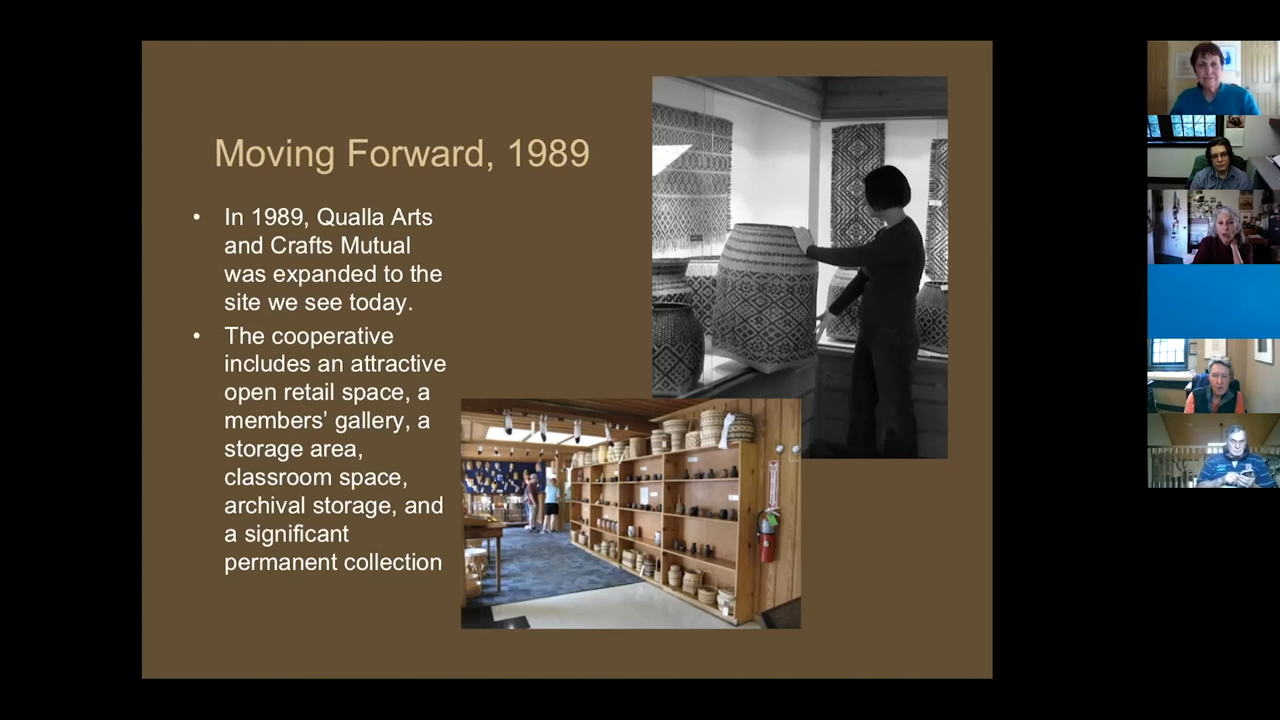 Moving Forward, 1989
• In 1989, Qualla Arts
and Crafts Mutual
was expanded to the
site we see today.
• The cooperative
includes an attractive
open retail space, a
members’ gallery, a
storage area,
classroom space,
archival storage, and
a significant
permanent collection